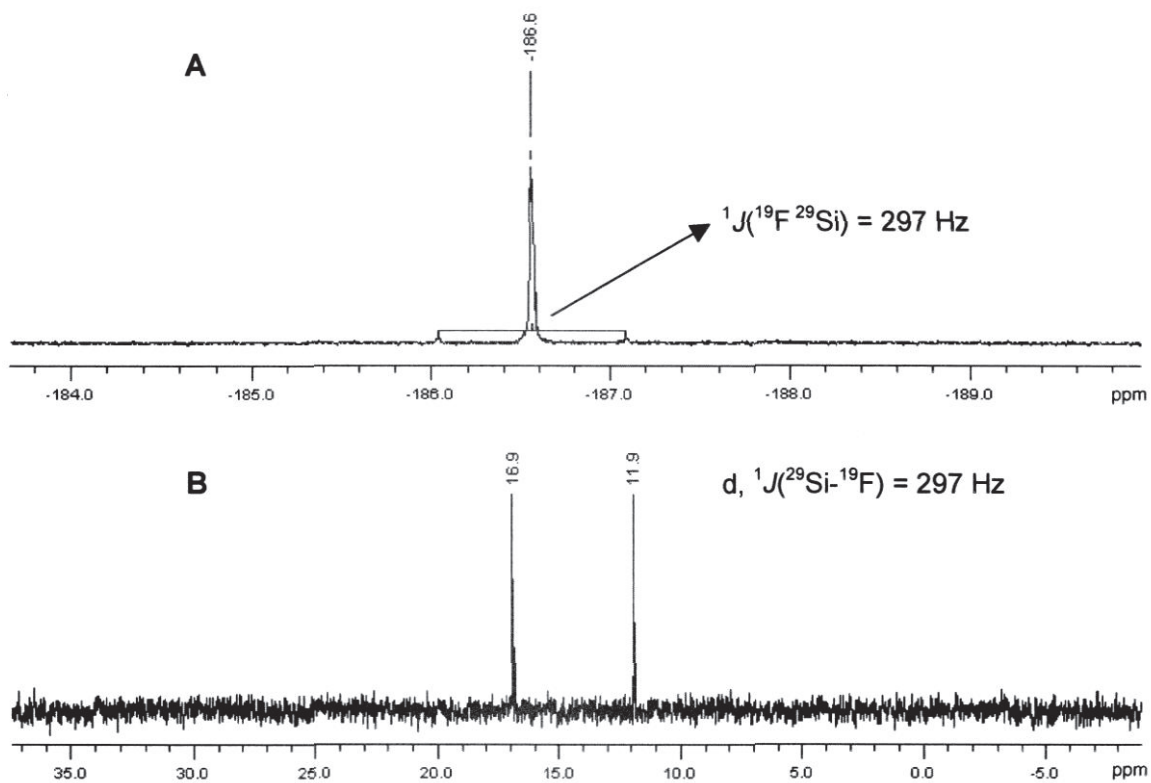 -186.6
A
¹J(¹⁹F ²⁹Si) = 297 Hz
-184.0 -185.0 -186.0 -187.0 -188.0 -189.0 ppm
B
16.9 11.9
d, ¹J(²⁹Si-¹⁹F) = 297 Hz
35.0 30.0 25.0 20.0 15.0 10.0 5.0 0.0 -5.0 ppm